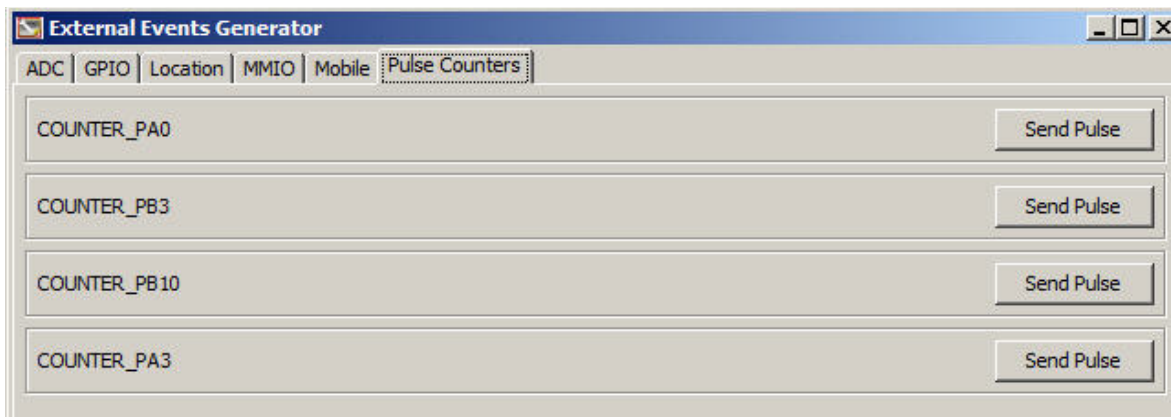 External Events Generator
ADC GPIO Location MMIO Mobile Pulse Counters
COUNTER_PA0 Send Pulse
COUNTER_PB3 Send Pulse
COUNTER_PB10 Send Pulse
COUNTER_PA3 Send Pulse